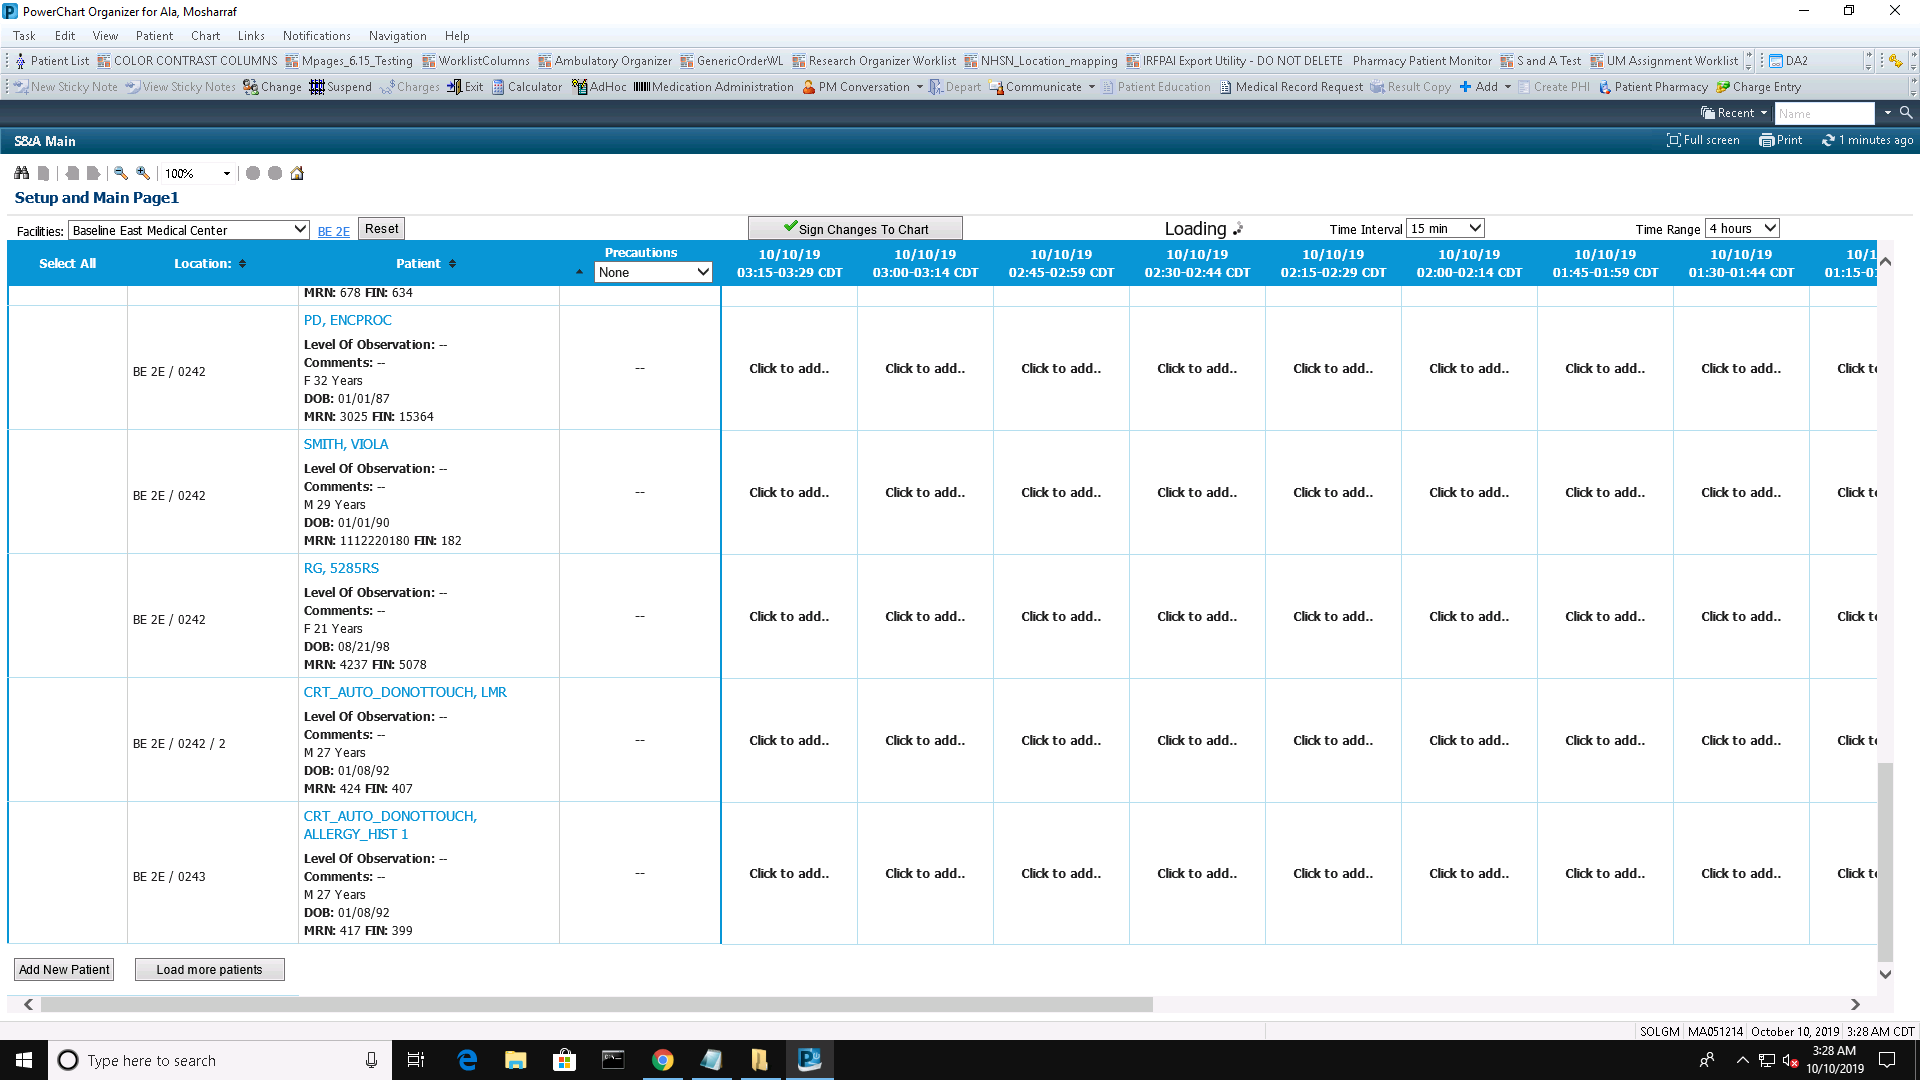 PowerChart Organizer for Ala, Mosharraf
Task Edit View Patient Chart Links Notifications Navigation Help
Patient List COLOR CONTRAST COLUMNS Mpages_6.15_Testing WorklistColumns Ambulatory Organizer GenericOrderWL Research Organizer Worklist NHSN_Location_mapping IRFPAI Export Utility - DO NOT DELETE Pharmacy Patient Monitor S and A Test UM Assignment Worklist DA2
New Sticky Note View Sticky Notes Change Suspend Charges Exit Calculator AdHoc Medication Administration PM Conversation Depart Communicate Patient Education Medical Record Request Result Copy Add Create PHI Patient Pharmacy Charge Entry
Recent Name
S&A Main Full screen Print 1 minutes ago
100%
Setup and Main Page1
Facilities: Baseline East Medical Center BE 2E Reset Sign Changes To Chart Loading Time Interval 15 min Time Range 4 hours
Select All Location: Patient Precautions None
10/10/19 10/10/19 10/10/19 10/10/19 10/10/19 10/10/19 10/10/19 10/10/19 10/1
03:15-03:29 CDT 03:00-03:14 CDT 02:45-02:59 CDT 02:30-02:44 CDT 02:15-02:29 CDT 02:00-02:14 CDT 01:45-01:59 CDT 01:30-01:44 CDT 01:15-0
MRN: 678 FIN: 634
PD, ENCPROC
Level Of Observation: --
Comments: --
BE 2E / 0242 F 32 Years -- Click to add.. Click to add.. Click to add.. Click to add.. Click to add.. Click to add.. Click to add.. Click to add.. Click t
DOB: 01/01/87
MRN: 3025 FIN: 15364
SMITH, VIOLA
Level Of Observation: --
Comments: --
BE 2E / 0242 M 29 Years -- Click to add.. Click to add.. Click to add.. Click to add.. Click to add.. Click to add.. Click to add.. Click to add.. Click t
DOB: 01/01/90
MRN: 1112220180 FIN: 182
RG, 5285RS
Level Of Observation: --
Comments: --
BE 2E / 0242 F 21 Years -- Click to add.. Click to add.. Click to add.. Click to add.. Click to add.. Click to add.. Click to add.. Click to add.. Click t
DOB: 08/21/98
MRN: 4237 FIN: 5078
CRT_AUTO_DONOTTOUCH, LMR
Level Of Observation: --
Comments: --
BE 2E / 0242 / 2 M 27 Years -- Click to add.. Click to add.. Click to add.. Click to add.. Click to add.. Click to add.. Click to add.. Click to add.. Click t
DOB: 01/08/92
MRN: 424 FIN: 407
CRT_AUTO_DONOTTOUCH,
ALLERGY_HIST 1
Level Of Observation: --
Comments: --
BE 2E / 0243 M 27 Years -- Click to add.. Click to add.. Click to add.. Click to add.. Click to add.. Click to add.. Click to add.. Click to add.. Click t
DOB: 01/08/92
MRN: 417 FIN: 399
Add New Patient Load more patients
SOLGM MA051214 October 10, 2019 3:28 AM CDT
Type here to search
3:28 AM
10/10/2019